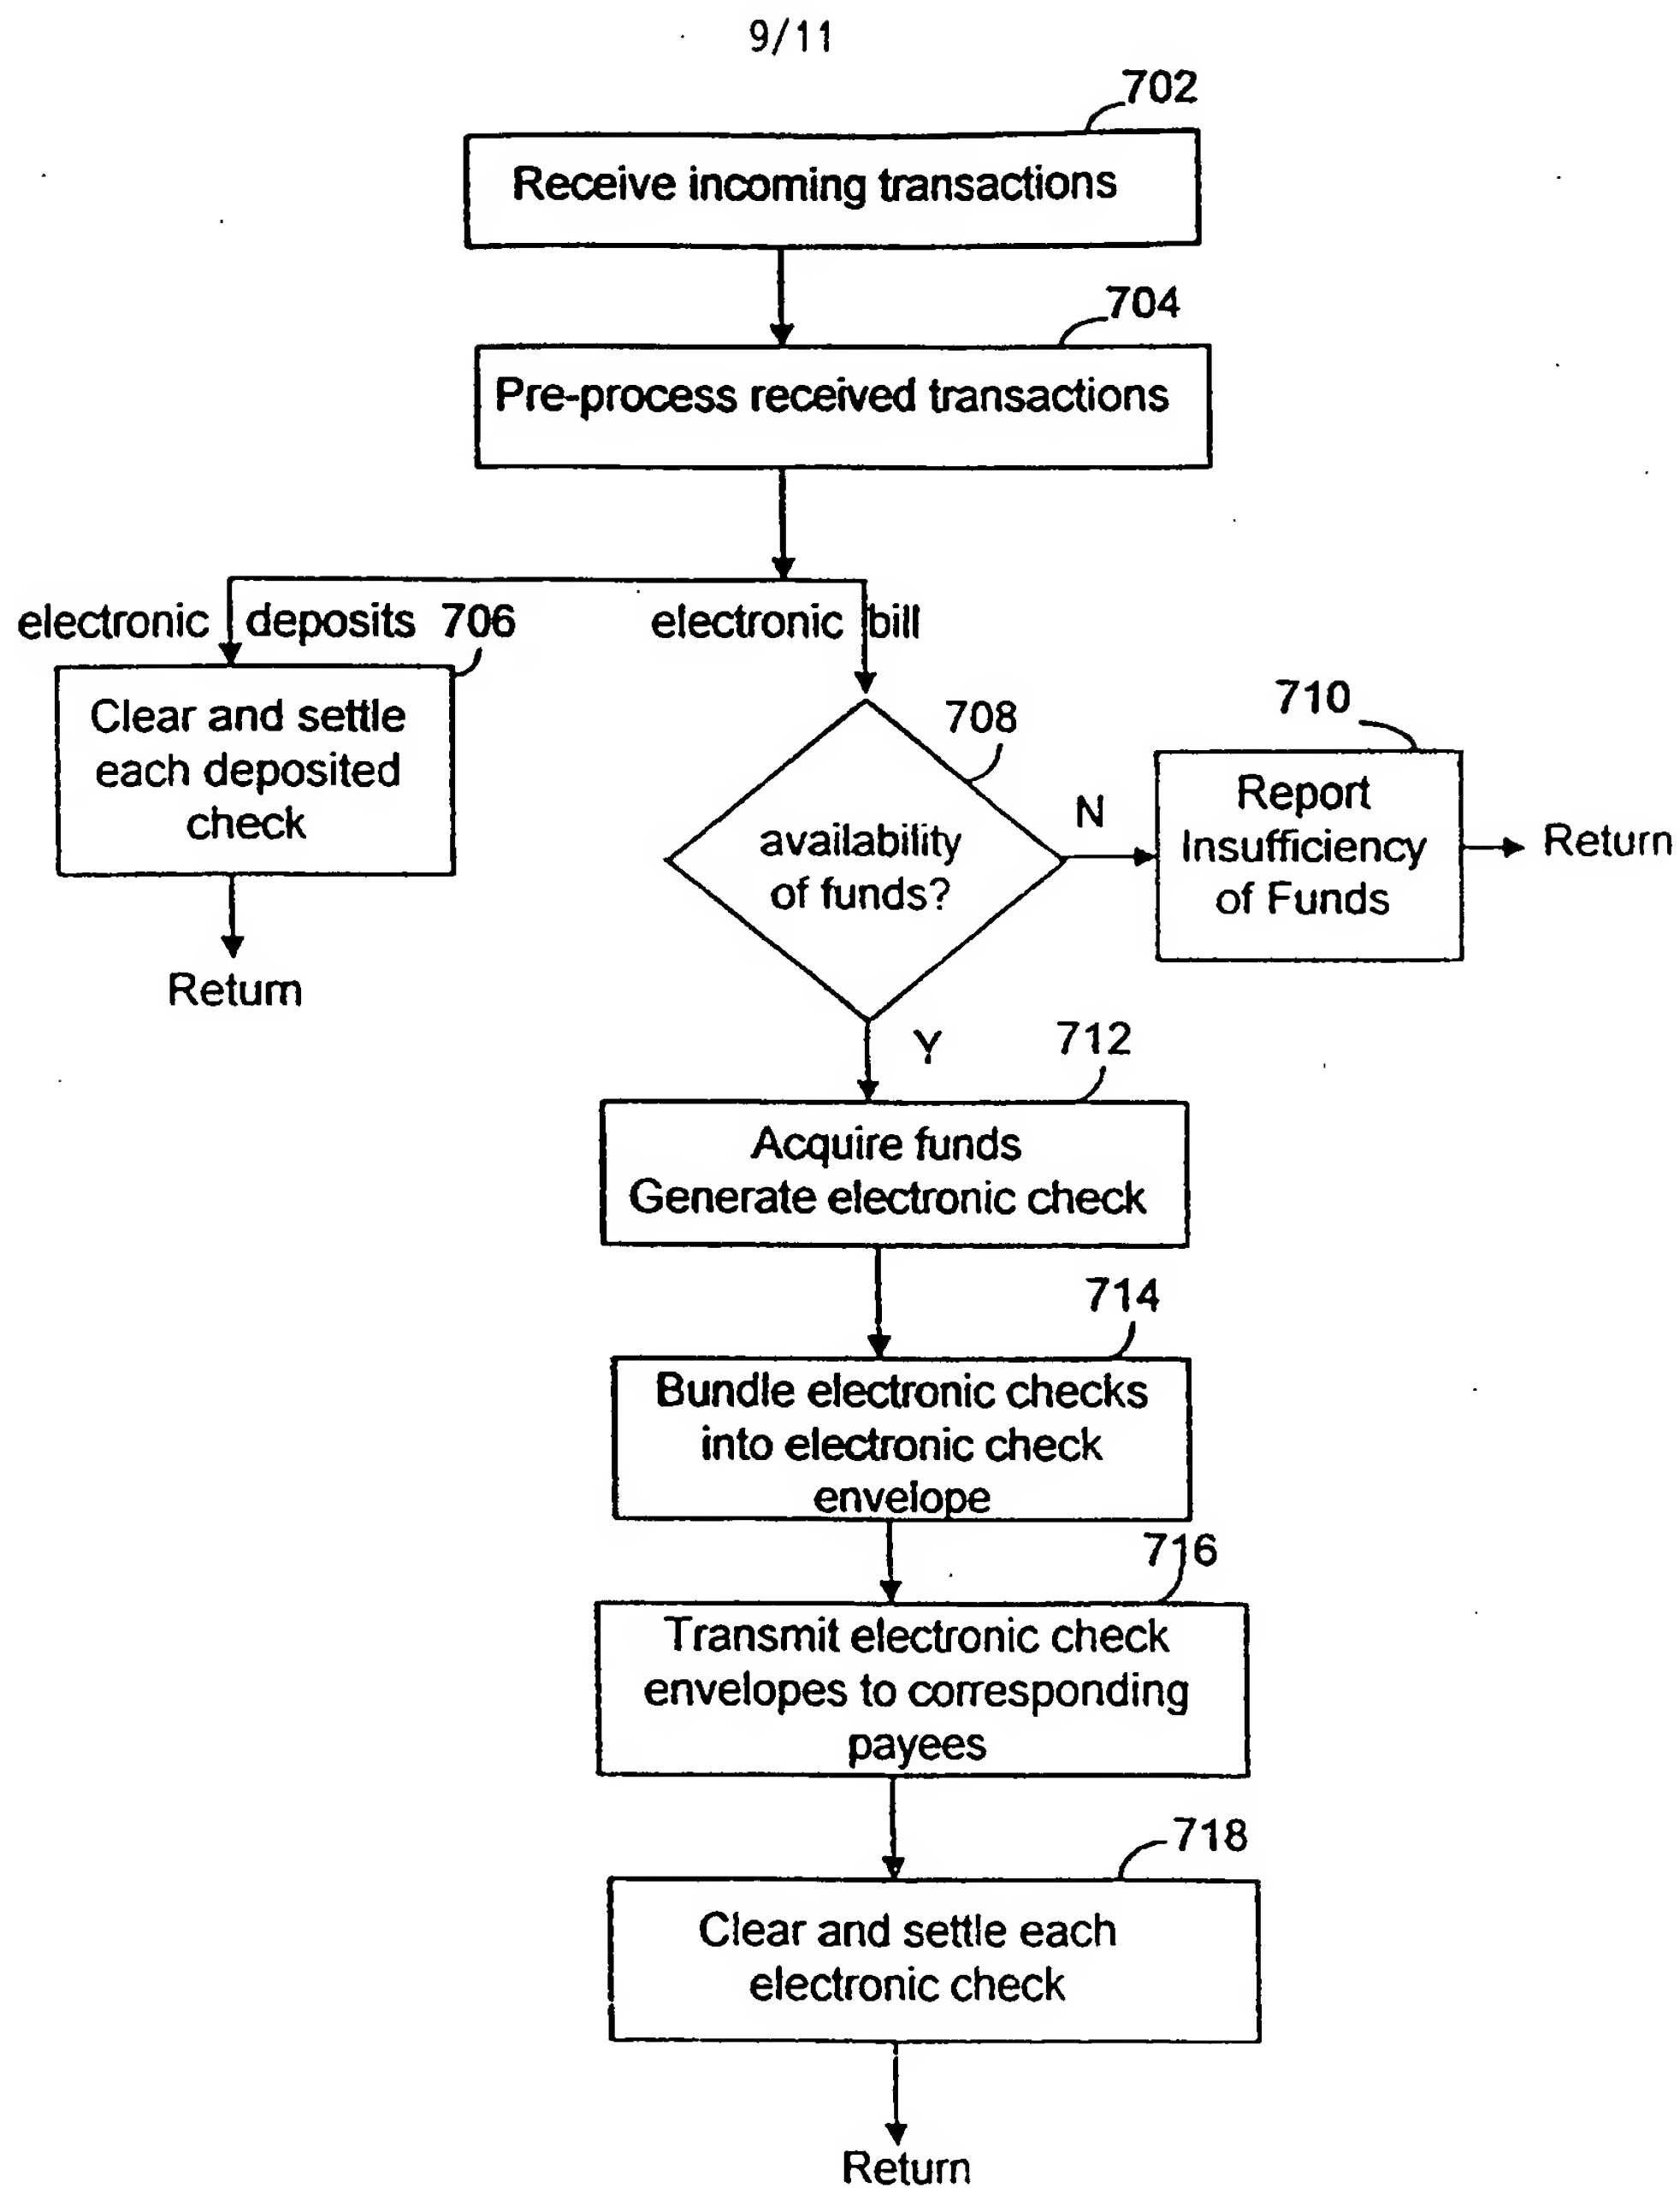 9/11
702
Receive incoming transactions
704
Pre-process received transactions
electronic deposits 706
electronic bill
Clear and settle
each deposited
check
Return
708
availability
of funds?
N
710
Report
Insufficiency
of Funds
Return
Y
712
Acquire funds
Generate electronic check
714
Bundle electronic checks
into electronic check
envelope
716
Transmit electronic check
envelopes to corresponding
payees
718
Clear and settle each
electronic check
Return